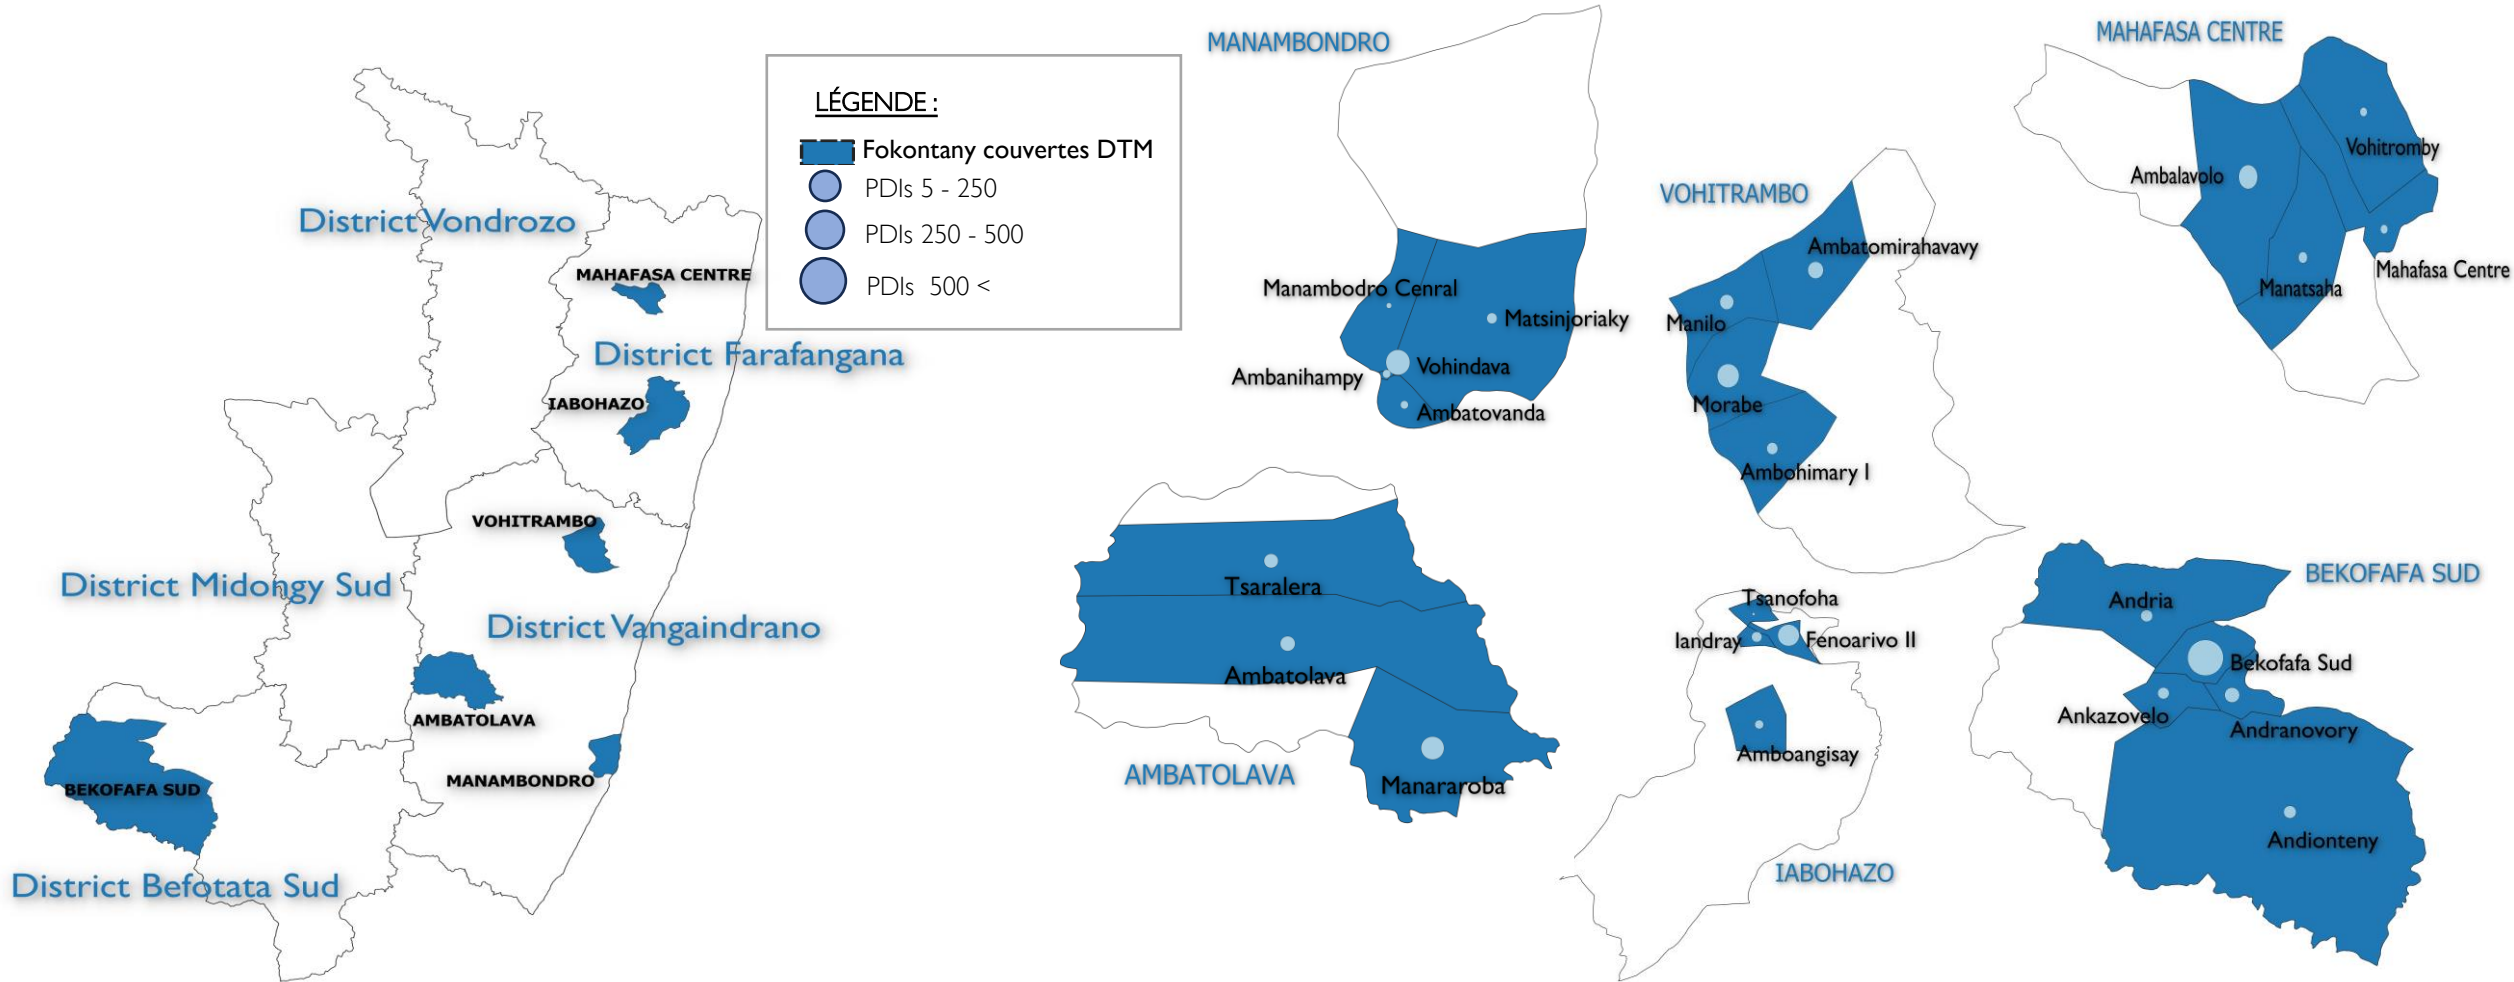 District Vondrozo
MAHAFASA CENTRE
District Farafangana
IABOHAZO
VOHITRAMBO
District Midongy Sud
District Vangaindrano
AMBATOLAVA
MANAMBONDRO
BEKOFAFA SUD
District Befotata Sud
LÉGENDE :
Fokontany couvertes DTM
PDIs 5 - 250
PDIs 250 - 500
PDIs 500 <
MANAMBONDRO
Manambodro Cenral
Matsinjoriaky
Vohindava
Ambanihampy
Ambatovanda
VOHITRAMBO
Ambatomirahavavy
Manilo
Morabe
Ambohimary I
MAHAFASA CENTRE
Vohitromby
Ambalavolo
Mahafasa Centre
Manatsaha
Tsaralera
Ambatolava
Manararoba
AMBATOLAVA
Tsanofoha
Iandray
Fenoarivo II
Amboangisay
IABOHAZO
BEKOFAFA SUD
Andria
Bekofafa Sud
Ankazovelo
Andranovory
Andionteny